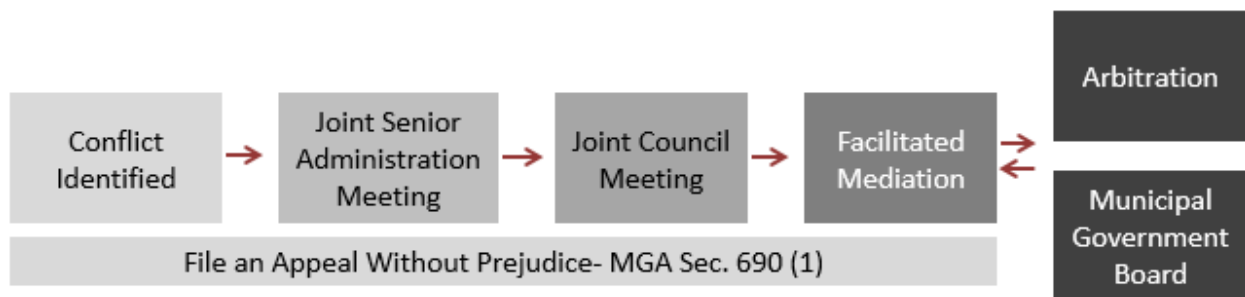 Conflict
Identified
Joint Senior
Administration
Meeting
Joint Council
Meeting
Facilitated
Mediation
Arbitration
Municipal
Government
Board
File an Appeal Without Prejudice- MGA Sec. 690 (1)